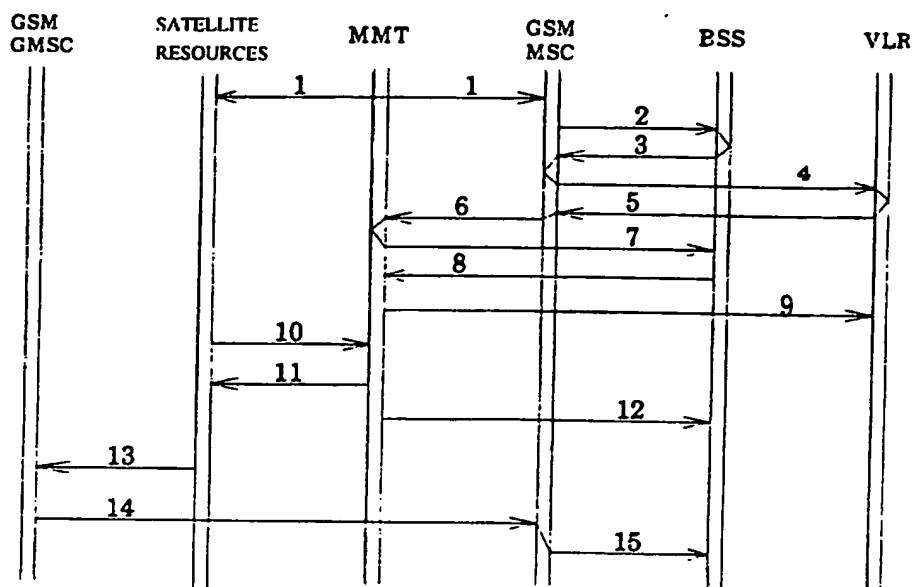 GSM
GMSC
SATELLITE
RESOURCES
MMT
GSM
MSC
BSS
VLR
1
1
2
3
4
5
6
7
8
9
10
11
12
13
14
15